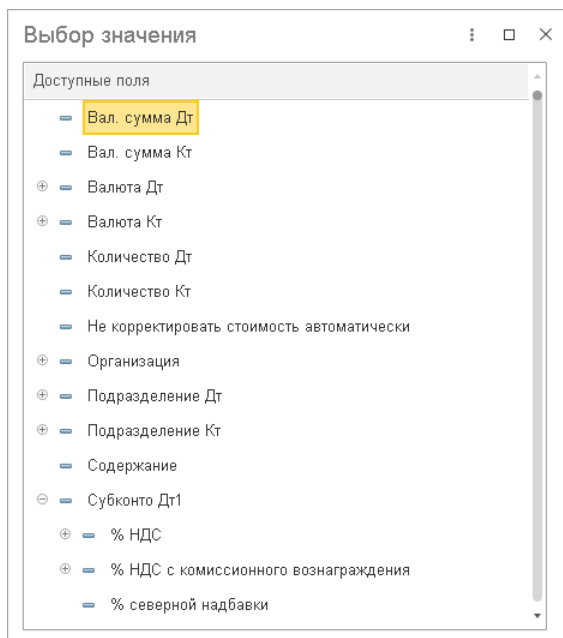 Выбор значения
Доступные поля
Вал. сумма Дт
Вал. сумма Кт
Валюта Дт
Валюта Кт
Количество Дт
Количество Кт
Не корректировать стоимость автоматически
Организация
Подразделение Дт
Подразделение Кт
Содержание
Субконто Дт1
% НДС
% НДС с комиссионного вознаграждения
% северной надбавки